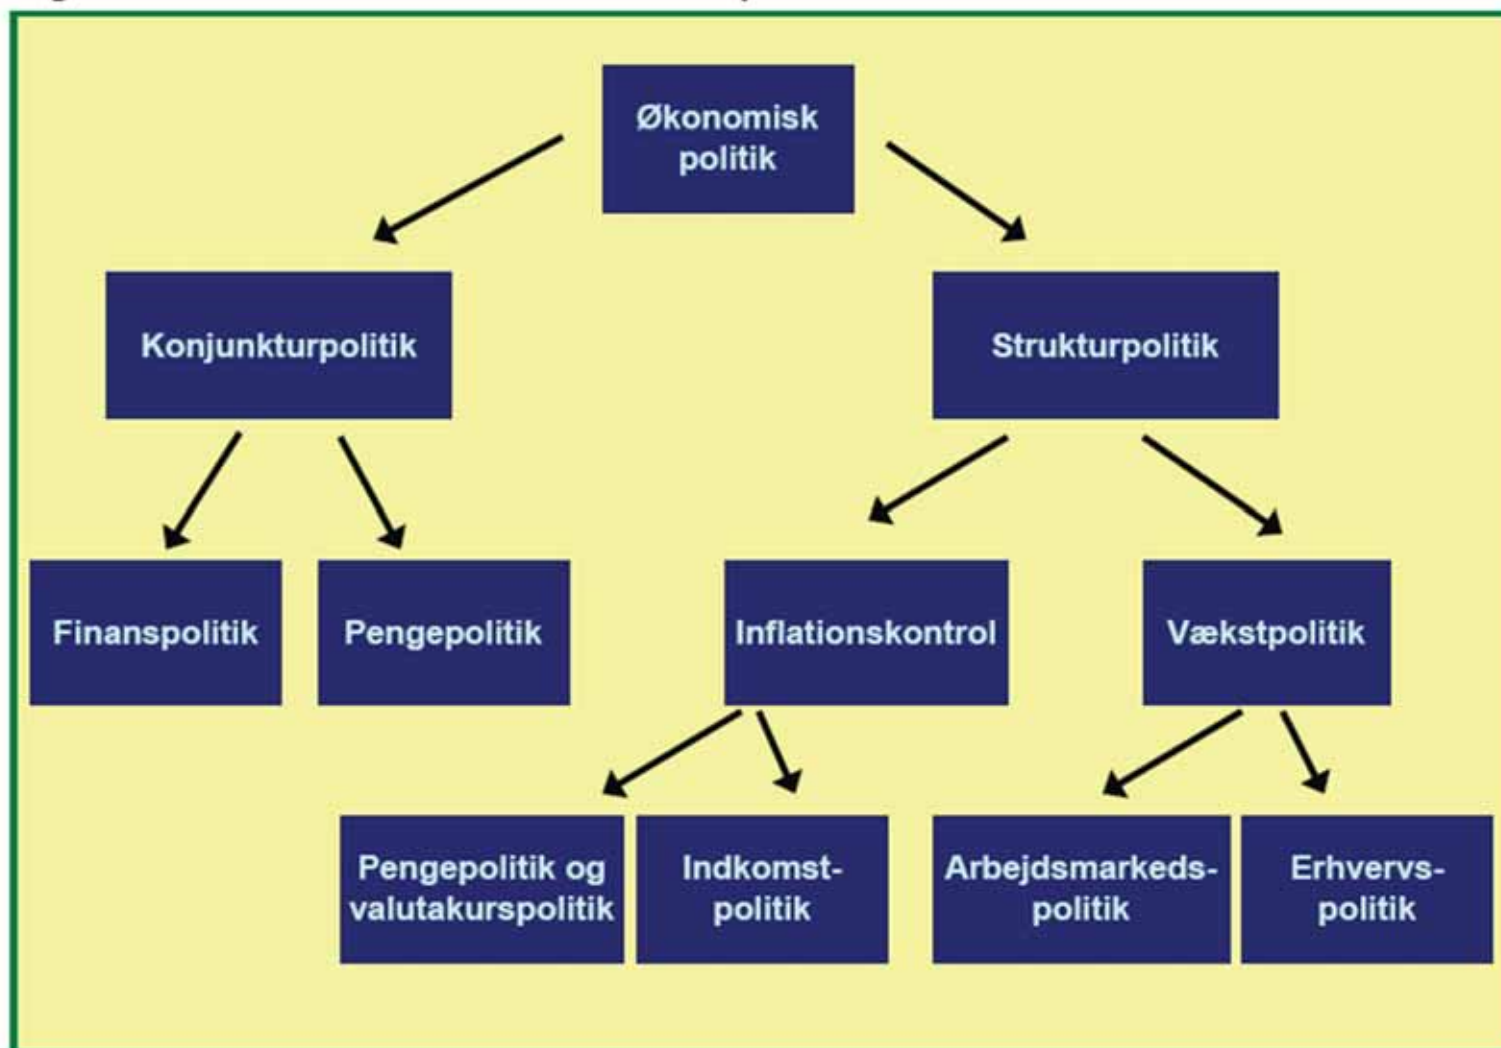 Økonomisk
politik
Konjunkturpolitik
Strukturpolitik
Finanspolitik
Pengepolitik
Inflationskontrol
Vækstpolitik
Pengepolitik og
valutakurspolitik
Indkomst-
politik
Arbejdsmarkeds-
politik
Erhvervs-
politik